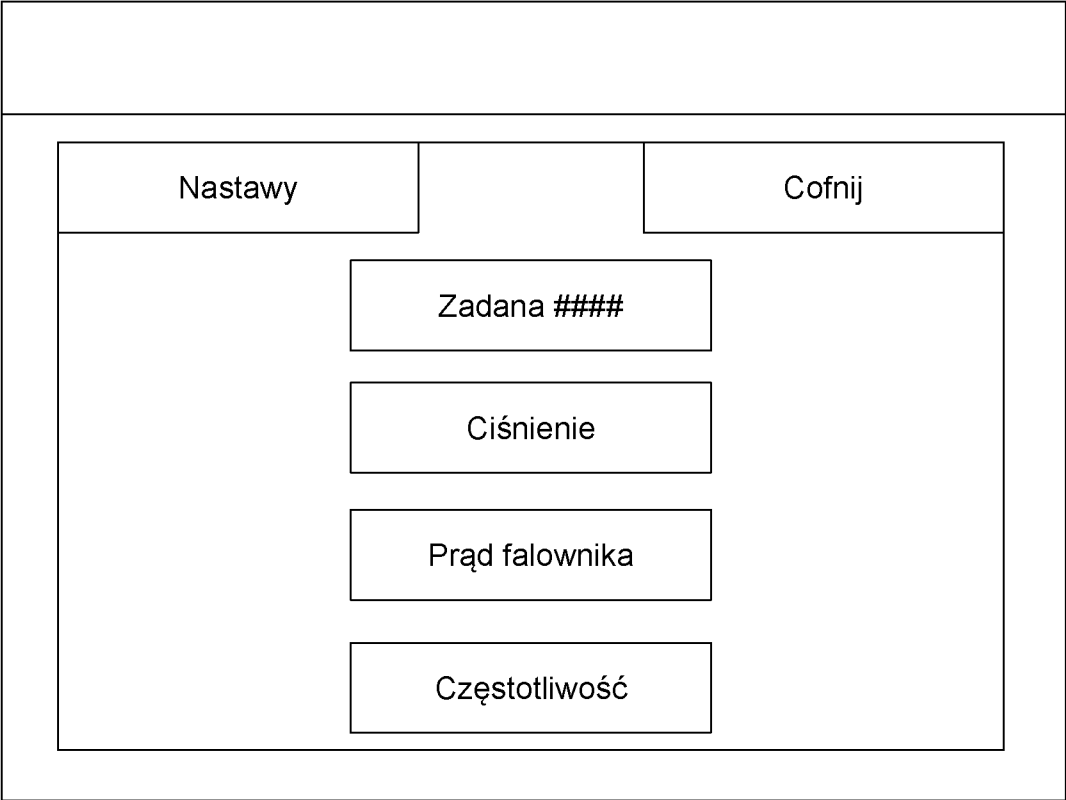 Nastawy
Cofnij
Zadana ####
Ciśnienie
Prąd falownika
Częstotliwość